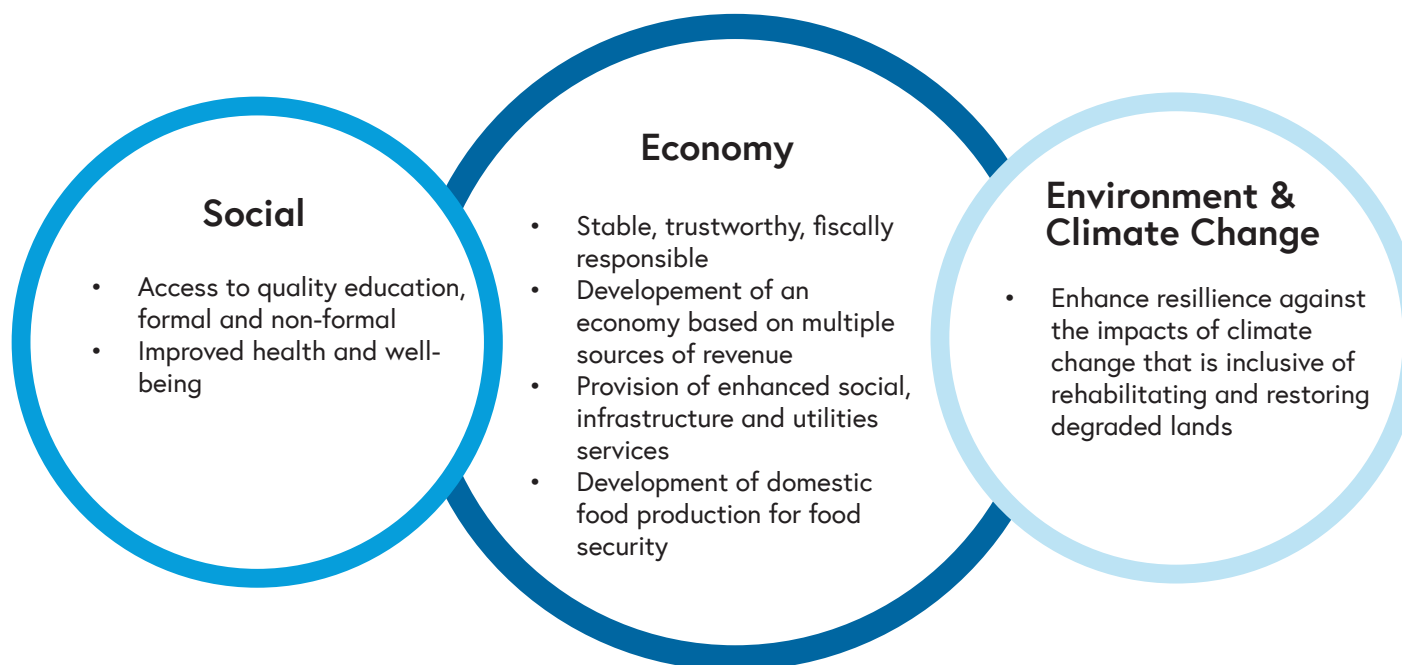 Social
• Access to quality education,
formal and non-formal
• Improved health and well-
being
Economy
• Stable, trustworthy, fiscally
responsible
• Developement of an
economy based on multiple
sources of revenue
• Provision of enhanced social,
infrastructure and utilities
services
• Development of domestic
food production for food
security
Environment &
Climate Change
• Enhance resillience against
the impacts of climate
change that is inclusive of
rehabilitating and restoring
degraded lands